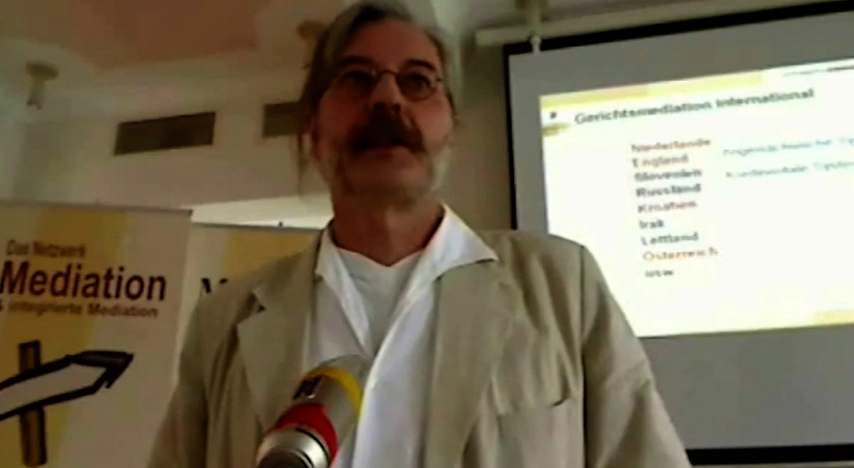 Das Netzwerk
Mediation
& integrierte Mediation
Gerichtsmediation international
Niederlande
England
Slovenien
Russland
Kroatien
Irak
Lettland
Österreich
usw